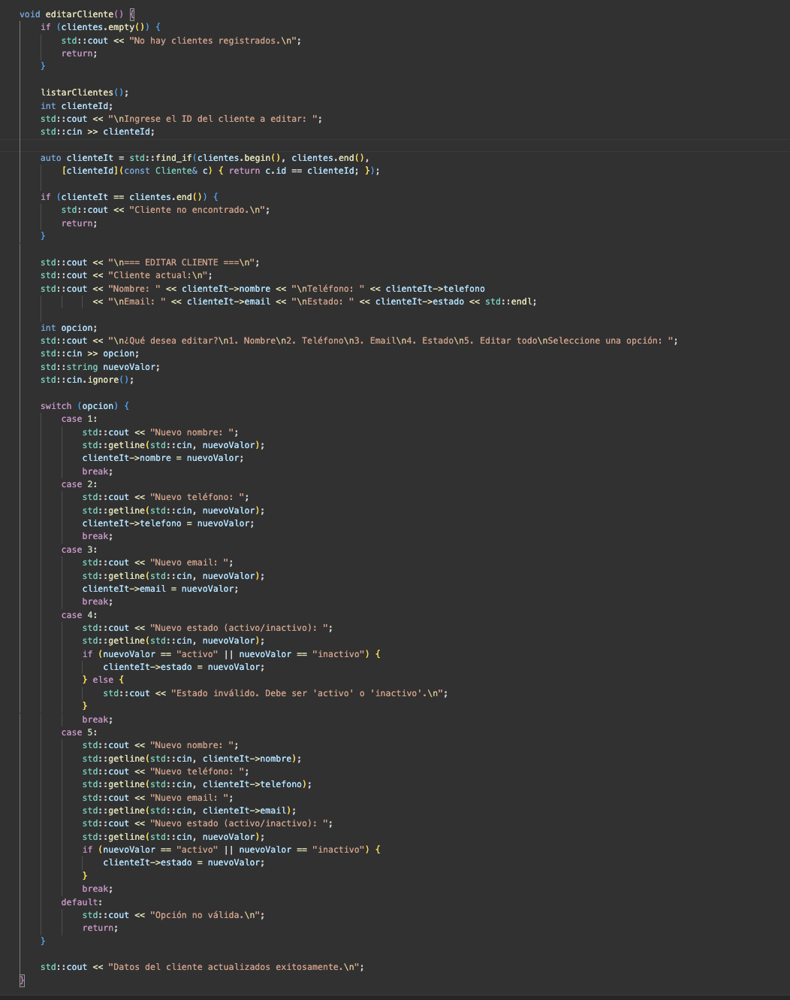 void editarCliente() {
    if (clientes.empty()) {
        std::cout << "No hay clientes registrados.\n";
        return;
    }

    listarClientes();
    int clienteId;
    std::cout << "\nIngrese el ID del cliente a editar: ";
    std::cin >> clienteId;

    auto clienteIt = std::find_if(clientes.begin(), clientes.end(),
        [clienteId](const Cliente& c) { return c.id == clienteId; });

    if (clienteIt == clientes.end()) {
        std::cout << "Cliente no encontrado.\n";
        return;
    }

    std::cout << "\n=== EDITAR CLIENTE ===\n";
    std::cout << "Cliente actual:\n";
    std::cout << "Nombre: " << clienteIt->nombre << "\nTeléfono: " << clienteIt->telefono
              << "\nEmail: " << clienteIt->email << "\nEstado: " << clienteIt->estado << std::endl;

    int opcion;
    std::cout << "\n¿Qué desea editar?\n1. Nombre\n2. Teléfono\n3. Email\n4. Estado\n5. Editar todo\nSeleccione una opción: ";
    std::cin >> opcion;
    std::string nuevoValor;
    std::cin.ignore();

    switch (opcion) {
        case 1:
            std::cout << "Nuevo nombre: ";
            std::getline(std::cin, nuevoValor);
            clienteIt->nombre = nuevoValor;
            break;
        case 2:
            std::cout << "Nuevo teléfono: ";
            std::getline(std::cin, nuevoValor);
            clienteIt->telefono = nuevoValor;
            break;
        case 3:
            std::cout << "Nuevo email: ";
            std::getline(std::cin, nuevoValor);
            clienteIt->email = nuevoValor;
            break;
        case 4:
            std::cout << "Nuevo estado (activo/inactivo): ";
            std::getline(std::cin, nuevoValor);
            if (nuevoValor == "activo" || nuevoValor == "inactivo") {
                clienteIt->estado = nuevoValor;
            } else {
                std::cout << "Estado inválido. Debe ser 'activo' o 'inactivo'.\n";
            }
            break;
        case 5:
            std::cout << "Nuevo nombre: ";
            std::getline(std::cin, clienteIt->nombre);
            std::cout << "Nuevo teléfono: ";
            std::getline(std::cin, clienteIt->telefono);
            std::cout << "Nuevo email: ";
            std::getline(std::cin, clienteIt->email);
            std::cout << "Nuevo estado (activo/inactivo): ";
            std::getline(std::cin, nuevoValor);
            if (nuevoValor == "activo" || nuevoValor == "inactivo") {
                clienteIt->estado = nuevoValor;
            }
            break;
        default:
            std::cout << "Opción no válida.\n";
            return;
    }

    std::cout << "Datos del cliente actualizados exitosamente.\n";
}